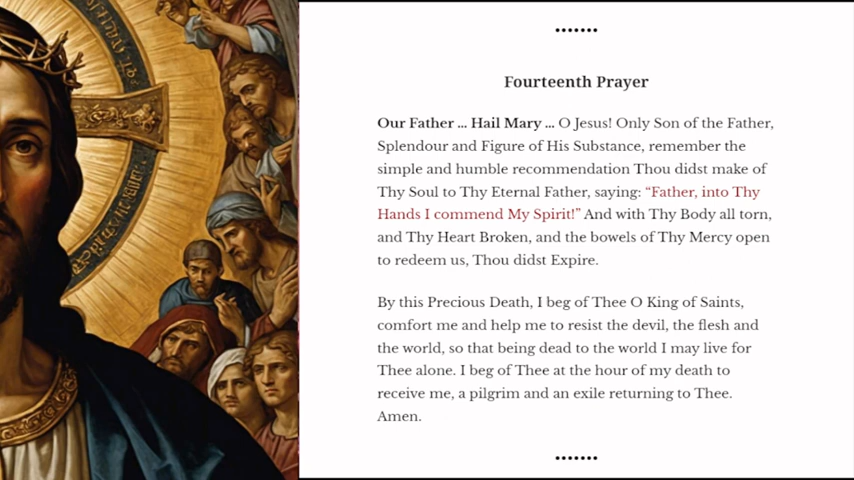 Fourteenth Prayer
Our Father ... Hail Mary ... O Jesus! Only Son of the Father,
Splendour and Figure of His Substance, remember the
simple and humble recommendation Thou didst make of
Thy Soul to Thy Eternal Father, saying: “Father, into Thy
Hands I commend My Spirit!” And with Thy Body all torn,
and Thy Heart Broken, and the bowels of Thy Mercy open
to redeem us, Thou didst Expire.
By this Precious Death, I beg of Thee O King of Saints,
comfort me and help me to resist the devil, the flesh and
the world, so that being dead to the world I may live for
Thee alone. I beg of Thee at the hour of my death to
receive me, a pilgrim and an exile returning to Thee.
Amen.